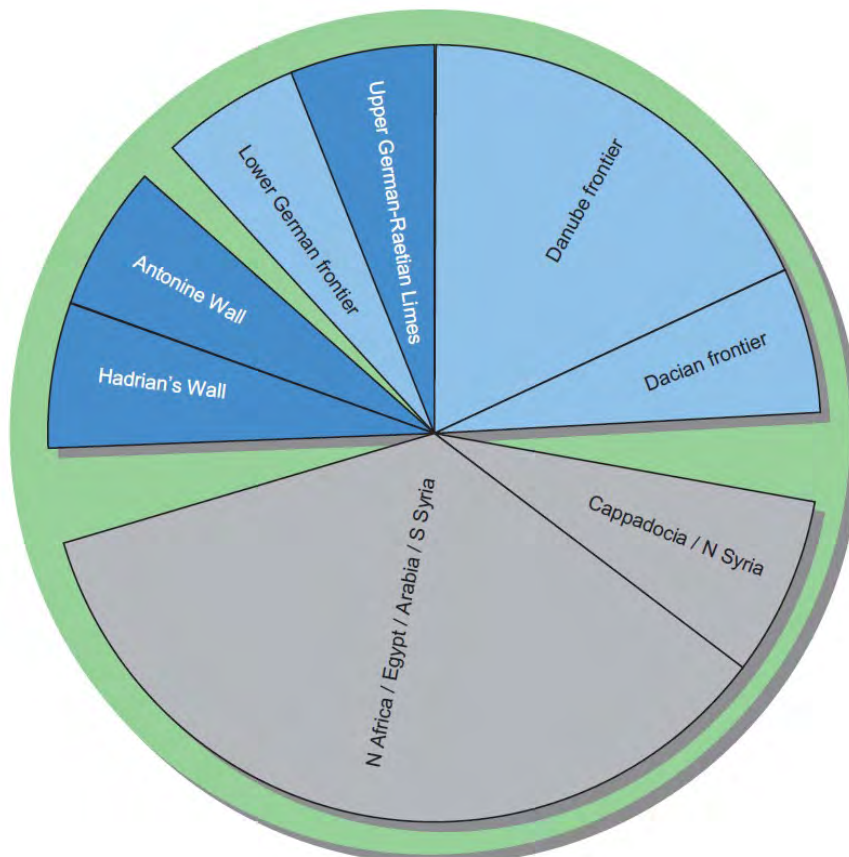 Upper German-Raetian Limes
Danube frontier
Lower German frontier
Antonine Wall
Dacian frontier
Hadrian's Wall
Cappadocia / N Syria
N Africa / Egypt / Arabia / S Syria